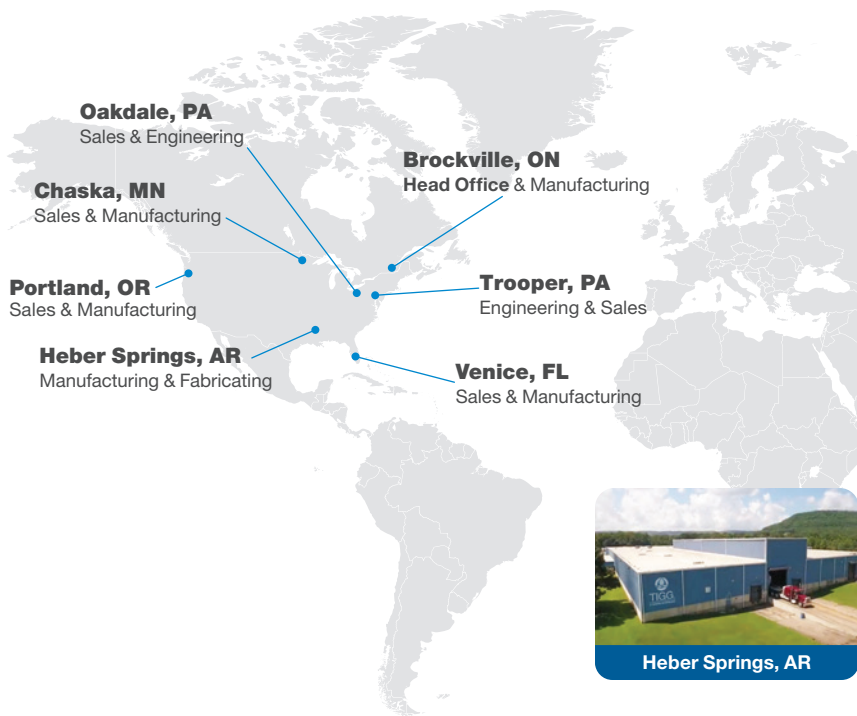 Oakdale, PA
Sales & Engineering
Brockville, ON
Head Office & Manufacturing
Chaska, MN
Sales & Manufacturing
Portland, OR
Sales & Manufacturing
Trooper, PA
Engineering & Sales
Heber Springs, AR
Manufacturing & Fabricating
Venice, FL
Sales & Manufacturing
TIGG
Heber Springs, AR